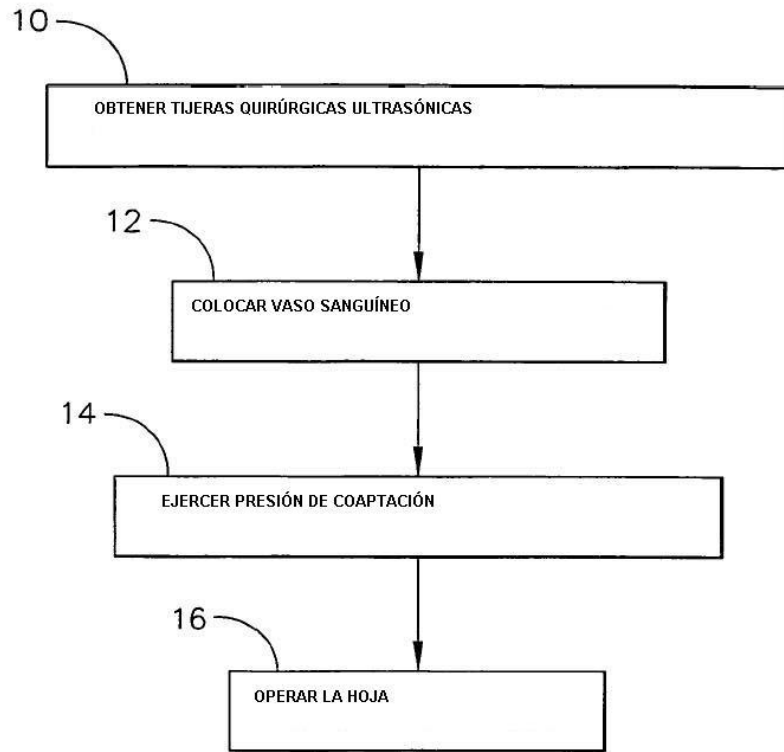 10
OBTENER TIJERAS QUIRÚRGICAS ULTRASÓNICAS
12
COLOCAR VASO SANGUÍNEO
14
EJERCER PRESIÓN DE COAPTACIÓN
16
OPERAR LA HOJA